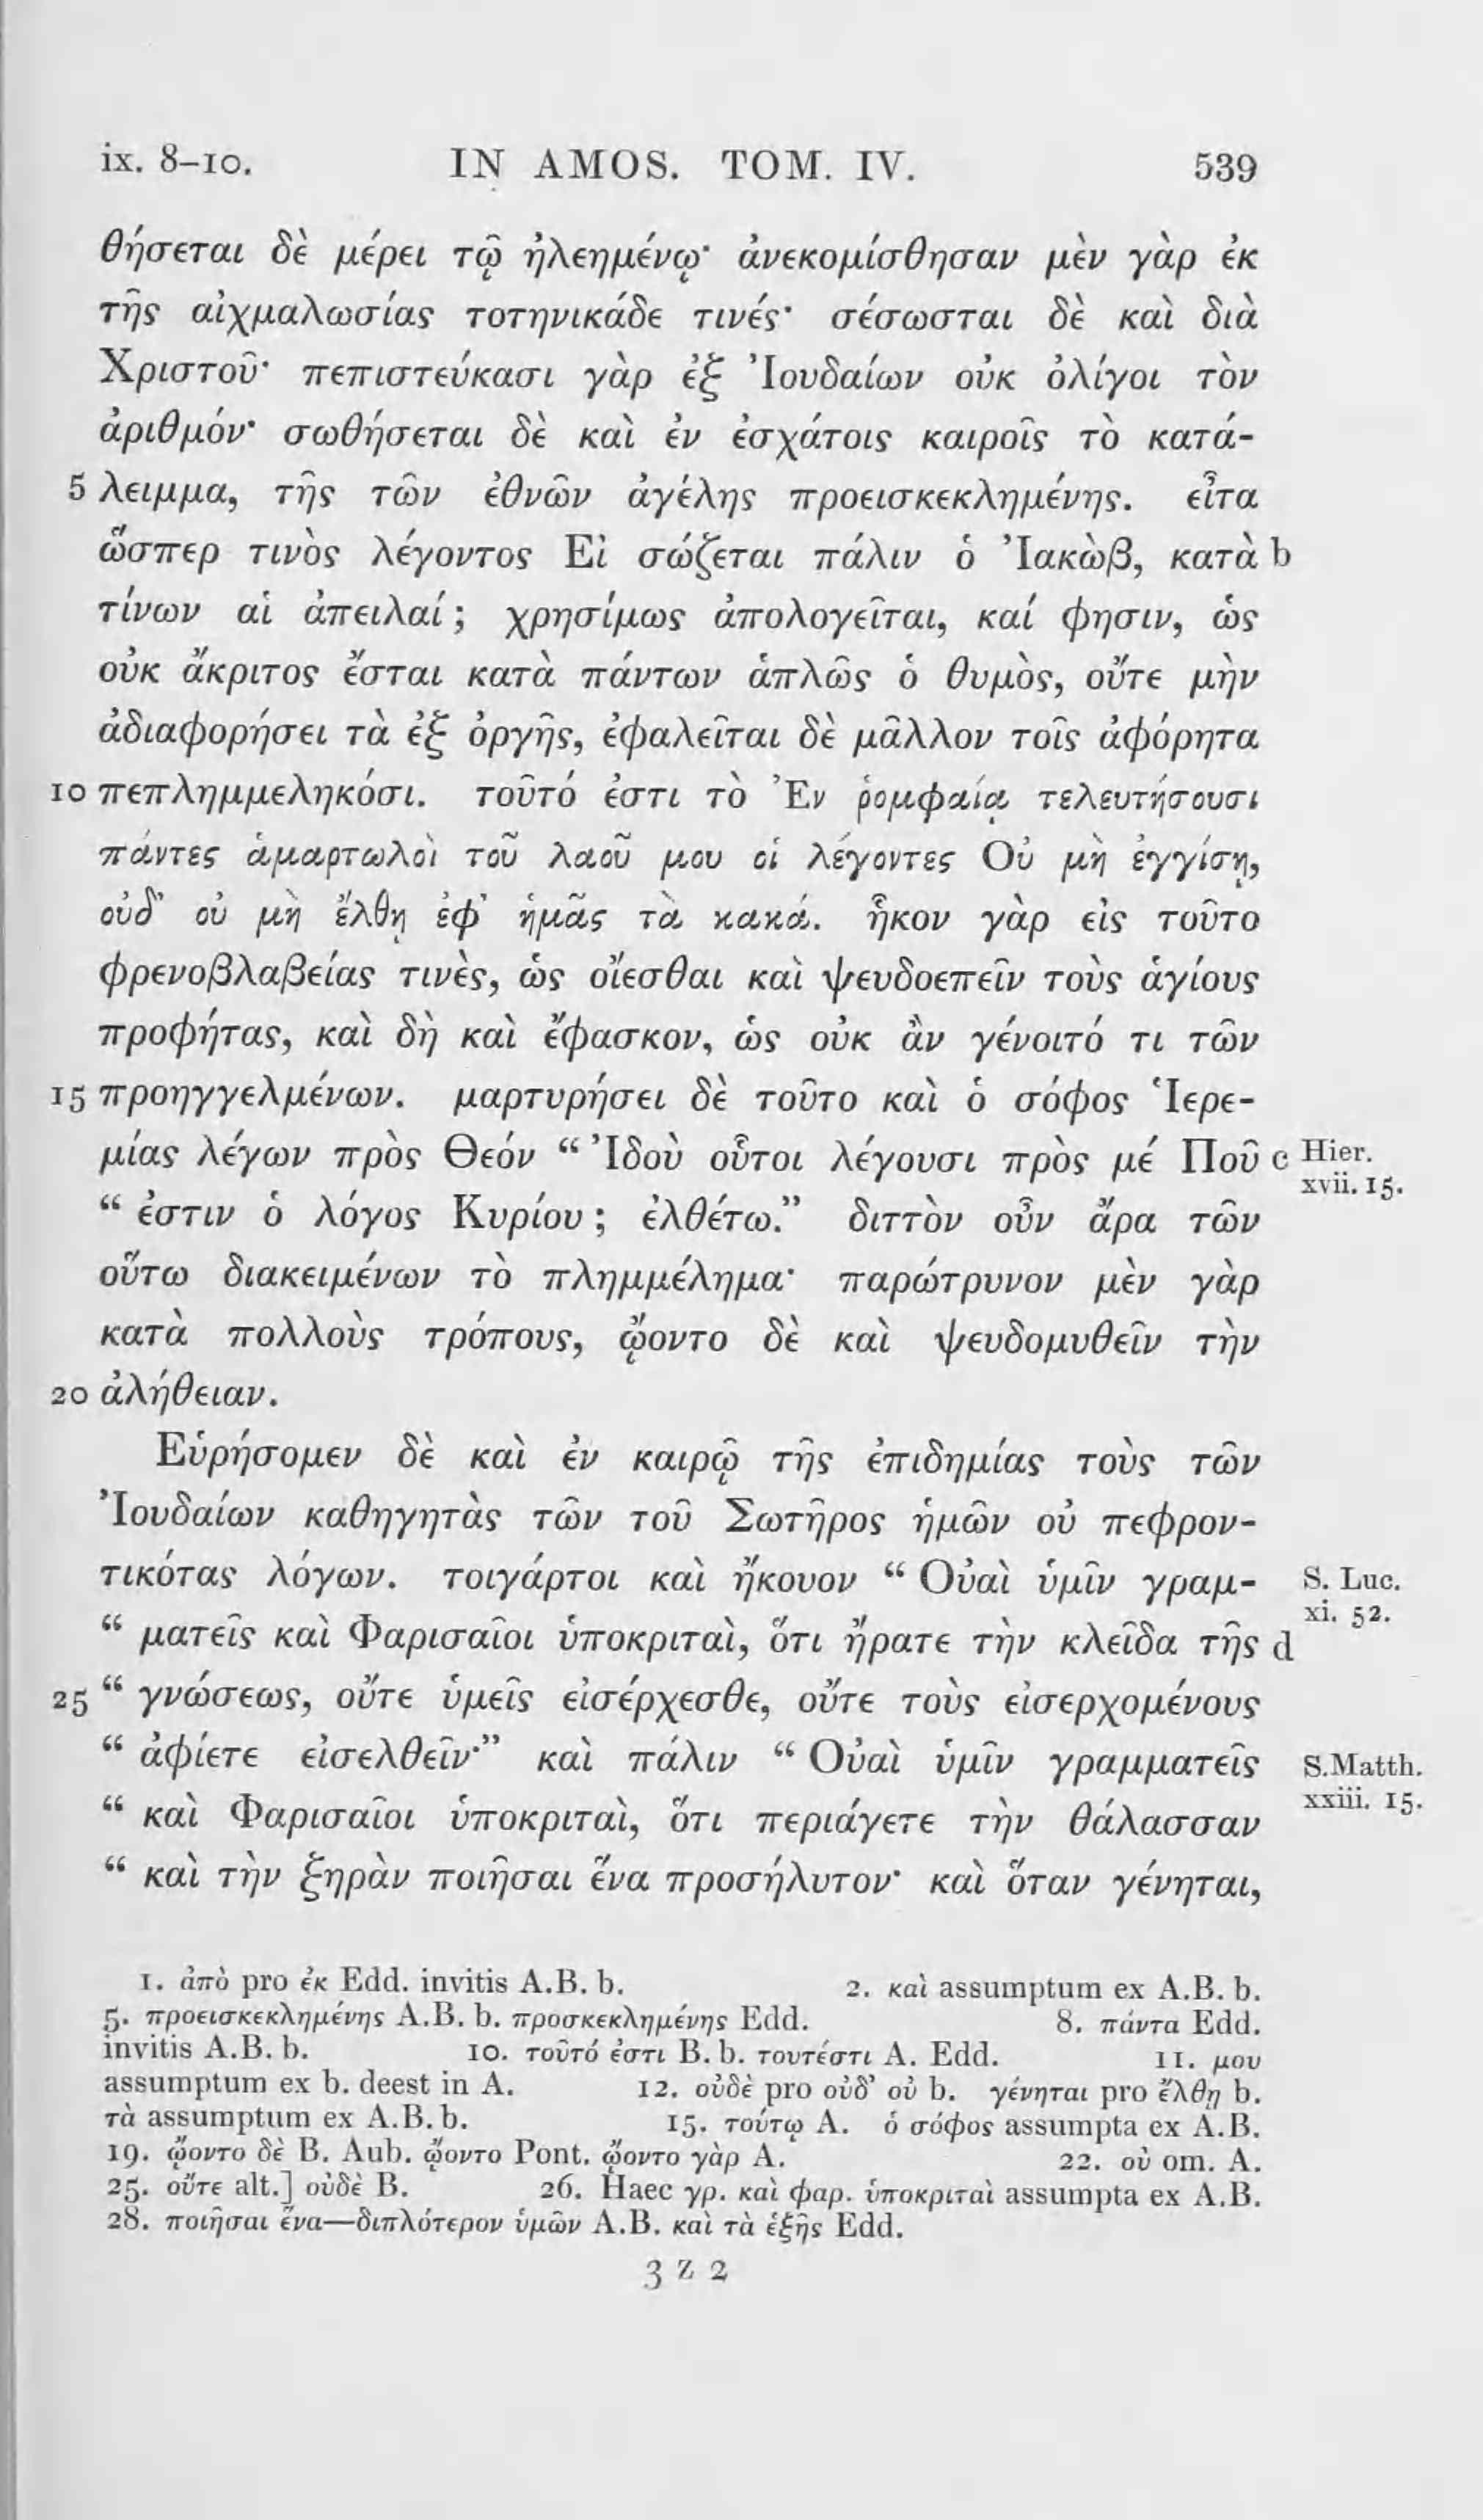 ix. 8–10. IN AMOS. TOM. IV. 539
θήσεται δὲ μέρει τῷ ἠλεημένῳ· ἀνεκομίσθησαν μὲν γὰρ ἐκ
τῆς αἰχμαλωσίας τοτηνικάδε τινές· σέσωσται δὲ καὶ διὰ
Χριστοῦ· πεπιστεύκασι γὰρ ἐξ Ἰουδαίων οὐκ ὀλίγοι τὸν
ἀριθμόν· σωθήσεται δὲ καὶ ἐν ἐσχάτοις καιροῖς τὸ κατά-
5 λειμμα, τῆς τῶν ἐθνῶν ἀγέλης προεισκεκλημένης. εἶτα
ὥσπερ τινὸς λέγοντος Εἰ σώζεται πάλιν ὁ Ἰακὼβ, κατὰ b
τίνων αἱ ἀπειλαί; χρησίμως ἀπολογεῖται, καί φησιν, ὡς
οὐκ ἄκριτος ἔσται κατὰ πάντων ἁπλῶς ὁ θυμὸς, οὔτε μὴν
ἀδιαφορήσει τὰ ἐξ ὀργῆς, ἐφαλεῖται δὲ μᾶλλον τοῖς ἀφόρητα
10 πεπλημμεληκόσι. τοῦτό ἐστι τὸ Ἐν ῥομφαίᾳ τελευτήσουσι
πάντες ἁμαρτωλοὶ τοῦ λαοῦ μου οἱ λέγοντες Οὐ μὴ ἐγγίσῃ,
οὐδ’ οὐ μὴ ἔλθῃ ἐφ’ ἡμᾶς τὰ κακά. ἧκον γὰρ εἰς τοῦτο
φρενοβλαβείας τινὲς, ὡς οἴεσθαι καὶ ψευδοεπεῖν τοὺς ἁγίους
προφήτας, καὶ δὴ καὶ ἔφασκον, ὡς οὐκ ἂν γένοιτό τι τῶν
15 προηγγελμένων. μαρτυρήσει δὲ τοῦτο καὶ ὁ σόφος Ἱερε-
μίας λέγων πρὸς Θεόν “ Ἰδοὺ οὗτοι λέγουσι πρὸς μέ Ποῦ c Hier. xvii. 15.
“ ἐστιν ὁ λόγος Κυρίου; ἐλθέτω.” διττὸν οὖν ἄρα τῶν
οὕτω διακειμένων τὸ πλημμέλημα· παρώτρυνον μὲν γὰρ
κατὰ πολλοὺς τρόπους, ᾤοντο δὲ καὶ ψευδομυθεῖν τὴν
20 ἀλήθειαν.
Εὑρήσομεν δὲ καὶ ἐν καιρῷ τῆς ἐπιδημίας τοὺς τῶν
Ἰουδαίων καθηγητὰς τῶν τοῦ Σωτῆρος ἡμῶν οὐ πεφρον-
τικότας λόγων. τοιγάρτοι καὶ ἤκουον “ Οὐαὶ ὑμῖν γραμ- S. Luc. xi. 52.
“ ματεῖς καὶ Φαρισαῖοι ὑποκριταὶ, ὅτι ἤρατε τὴν κλεῖδα τῆς d
25 “ γνώσεως, οὔτε ὑμεῖς εἰσέρχεσθε, οὔτε τοὺς εἰσερχομένους
“ ἀφίετε εἰσελθεῖν·” καὶ πάλιν “ Οὐαὶ ὑμῖν γραμματεῖς S.Matth. xxiii. 15.
“ καὶ Φαρισαῖοι ὑποκριταὶ, ὅτι περιάγετε τὴν θάλασσαν
“ καὶ τὴν ξηρὰν ποιῆσαι ἕνα προσήλυτον· καὶ ὅταν γένηται,
1. ἀπὸ pro ἐκ Edd. invitis A.B. b. 2. καὶ assumptum ex A.B. b.
5. προεισκεκλημένης A.B. b. προσκεκλημένης Edd. 8. πάντα Edd.
invitis A.B. b. 10. τοῦτό ἐστι B. b. τουτέστι A. Edd. 11. μου
assumptum ex b. deest in A. 12. οὐδὲ pro οὐδ’ οὐ b. γένηται pro ἔλθῃ b.
τὰ assumptum ex A.B. b. 15. τούτῳ A. ὁ σόφος assumpta ex A.B.
19. ᾤοντο δὲ B. Aub. ᾤοντο Pont. ᾤοντο γὰρ A. 22. οὐ om. A.
25. οὔτε alt.] οὐδὲ B. 26. Haec γρ. καὶ φαρ. ὑποκριταὶ assumpta ex A.B.
28. ποιῆσαι ἕνα—διπλότερον ὑμῶν A.B. καὶ τὰ ἑξῆς Edd.
3 z 2